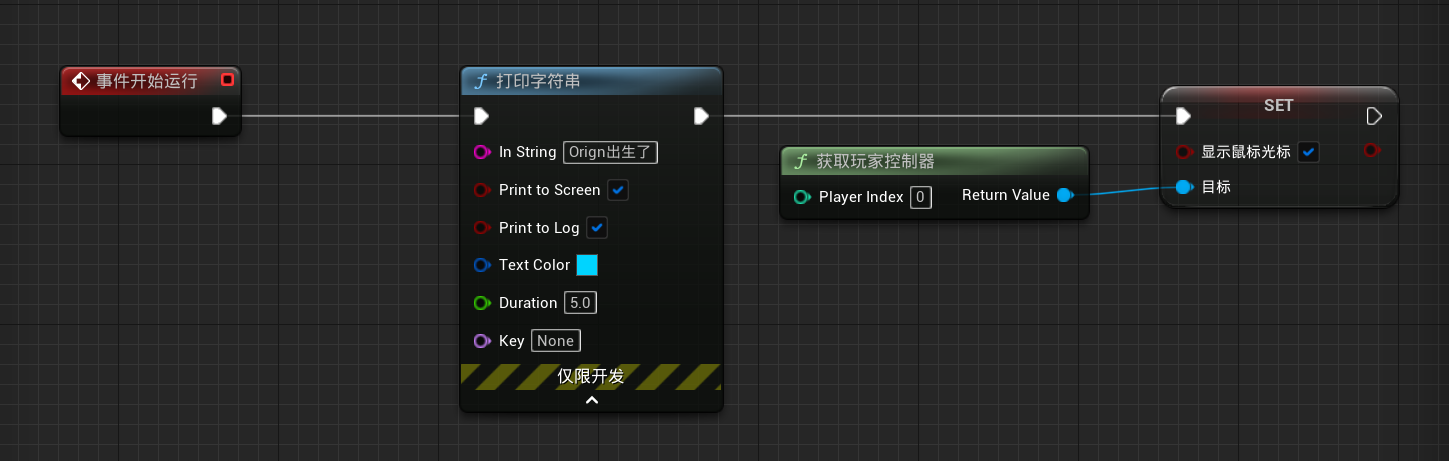 事件开始运行
打印字符串
In String Orign出生了
Print to Screen
Print to Log
Text Color
Duration 5.0
Key None
仅限开发
获取玩家控制器
Player Index 0 Return Value
SET
显示鼠标光标
目标